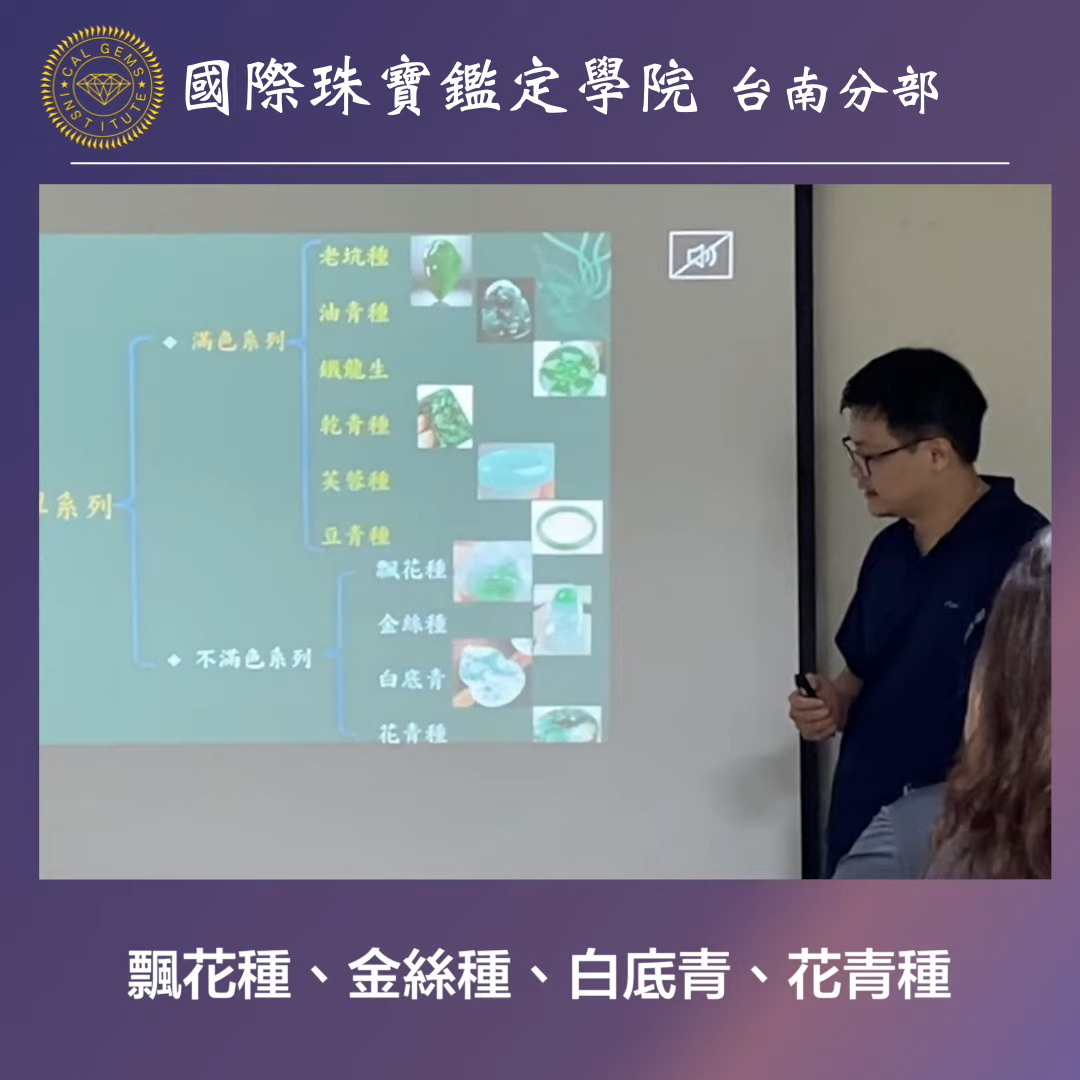 CAL GEMS INSTITUTE
國際珠寶鑑定學院 台南分部
老坑種
油青種
滿色系列
鐵龍生
乾青種
芙蓉種
系列
豆青種
飄花種
金絲種
不滿色系列
白底青
花青種
飄花種、金絲種、白底青、花青種